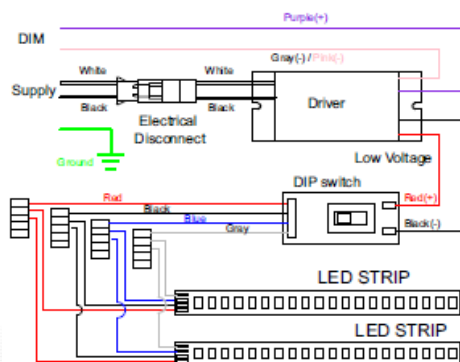 Purple(+)
DIM
Gray(-) / Pink(-)
White
White
Supply
Driver
Black
Black
Electrical
Disconnect
Ground
Low Voltage
DIP switch
Red
Red(+)
Black
Blue
Gray
Black(-)
LED STRIP
LED STRIP